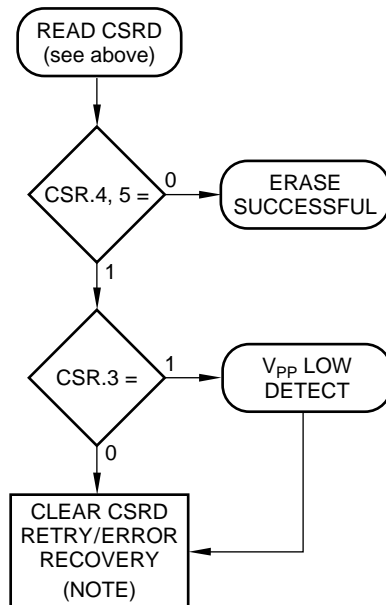 READ CSRD
(see above)
CSR.4, 5 =
0
ERASE
SUCCESSFUL
1
CSR.3 =
1
VPP LOW
DETECT
0
CLEAR CSRD
RETRY/ERROR
RECOVERY
(NOTE)